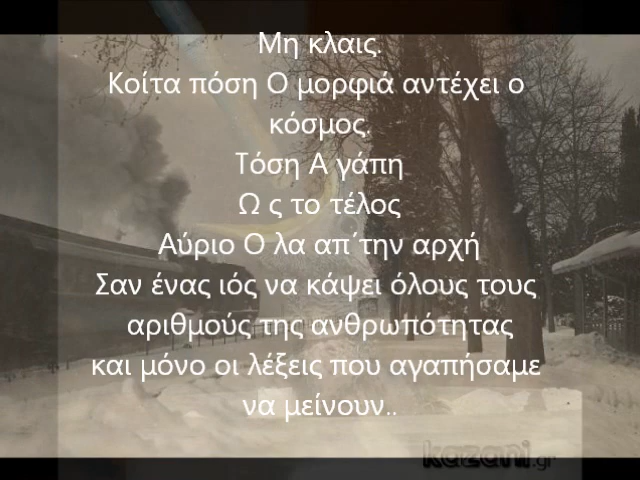 Μη κλαις.
Κοίτα πόση Ο μορφιά αντέχει ο
κόσμος.
Τόση Α γάπη
Ω ς το τέλος
Αύριο Ο λα απ΄την αρχή
Σαν ένας ιός να κάψει όλους τους
αριθμούς της ανθρωπότητας
και μόνο οι λέξεις που αγαπήσαμε
να μείνουν..
kazani.gr